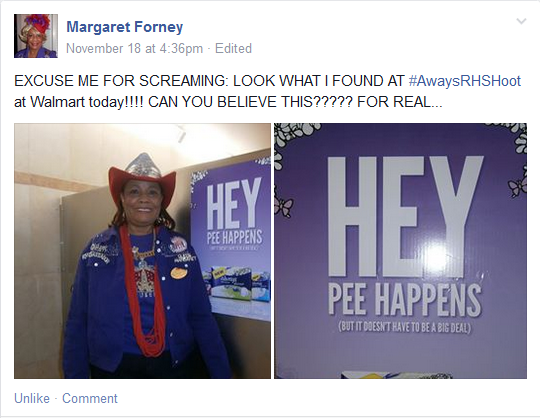 Margaret Forney
November 18 at 4:36pm · Edited
EXCUSE ME FOR SCREAMING: LOOK WHAT I FOUND AT #AwaysRHSHoot
at Walmart today!!!! CAN YOU BELIEVE THIS????? FOR REAL...
HEY
PEE HAPPENS
HEY
PEE HAPPENS
(BUT IT DOESN'T HAVE TO BE A BIG DEAL)
Unlike · Comment